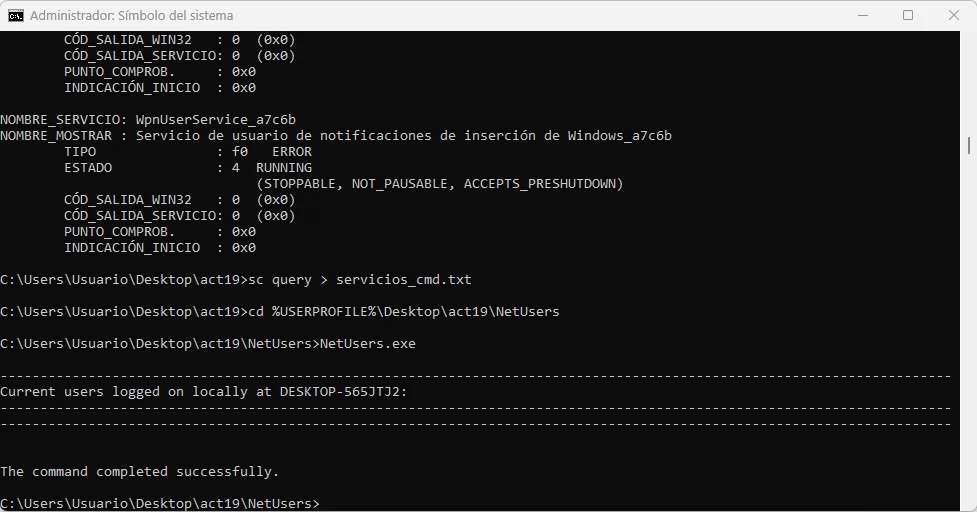 Administrador: Símbolo del sistema
CÓD_SALIDA_WIN32   : 0  (0x0)
CÓD_SALIDA_SERVICIO: 0  (0x0)
PUNTO_COMPROB.     : 0x0
INDICACIÓN_INICIO  : 0x0
NOMBRE_SERVICIO: WpnUserService_a7c6b
NOMBRE_MOSTRAR : Servicio de usuario de notificaciones de inserción de Windows_a7c6b
TIPO               : f0   ERROR
ESTADO             : 4  RUNNING
(STOPPABLE, NOT_PAUSABLE, ACCEPTS_PRESHUTDOWN)
CÓD_SALIDA_WIN32   : 0  (0x0)
CÓD_SALIDA_SERVICIO: 0  (0x0)
PUNTO_COMPROB.     : 0x0
INDICACIÓN_INICIO  : 0x0
C:\Users\Usuario\Desktop\act19>sc query > servicios_cmd.txt
C:\Users\Usuario\Desktop\act19>cd %USERPROFILE%\Desktop\act19\NetUsers
C:\Users\Usuario\Desktop\act19\NetUsers>NetUsers.exe
-----------------------------------------------------------------------------------------------------------------------
Current users logged on locally at DESKTOP-565JTJ2:
-----------------------------------------------------------------------------------------------------------------------
-----------------------------------------------------------------------------------------------------------------------
The command completed successfully.
C:\Users\Usuario\Desktop\act19\NetUsers>